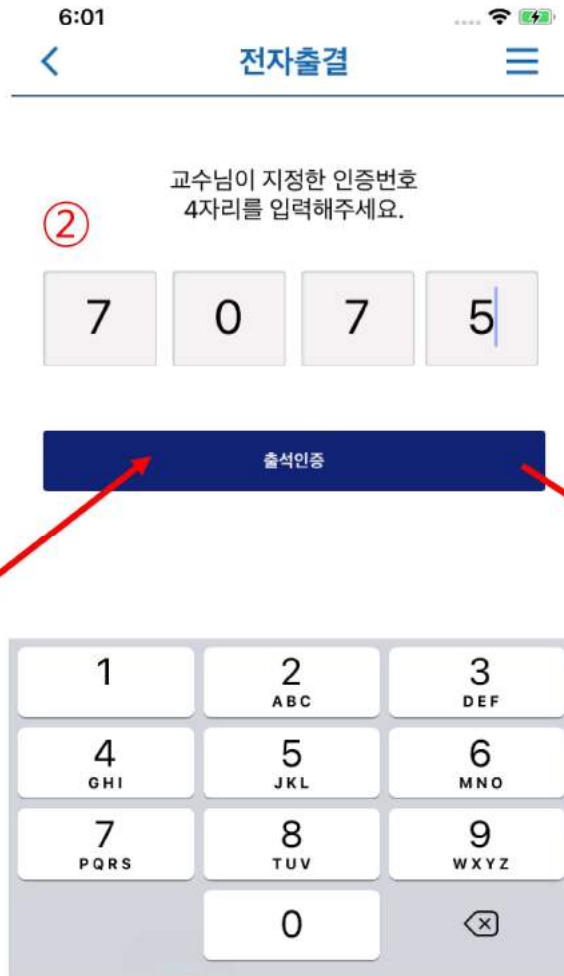 6:01
전자출결
교수님이 지정한 인증번호
4자리를 입력해주세요.
②
7 0 7 5
출석인증
1 2 3
ABC DEF
4 5 6
GHI JKL MNO
7 8 9
PQRS TUV WXYZ
0